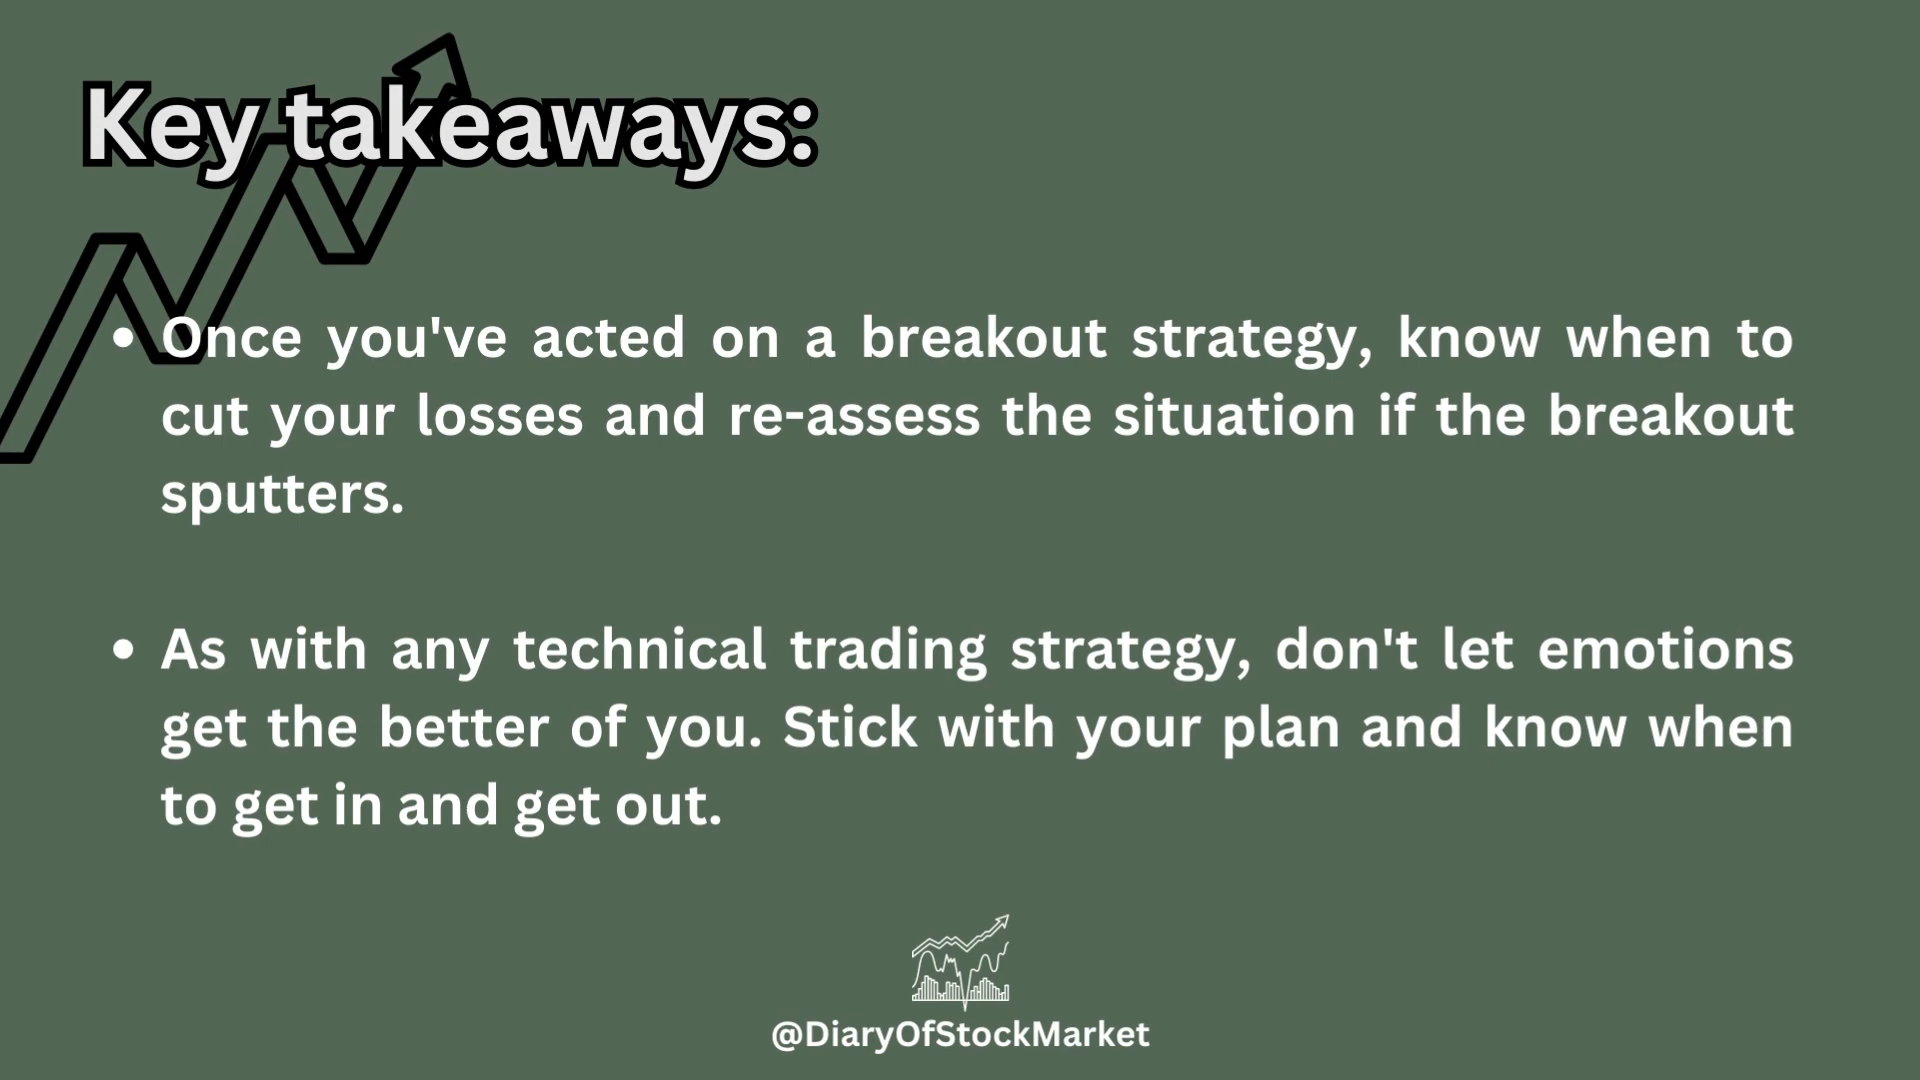 Key takeaways:
• Once you've acted on a breakout strategy, know when to
cut your losses and re-assess the situation if the breakout
sputters.
• As with any technical trading strategy, don't let emotions
get the better of you. Stick with your plan and know when
to get in and get out.
@DiaryOfStockMarket